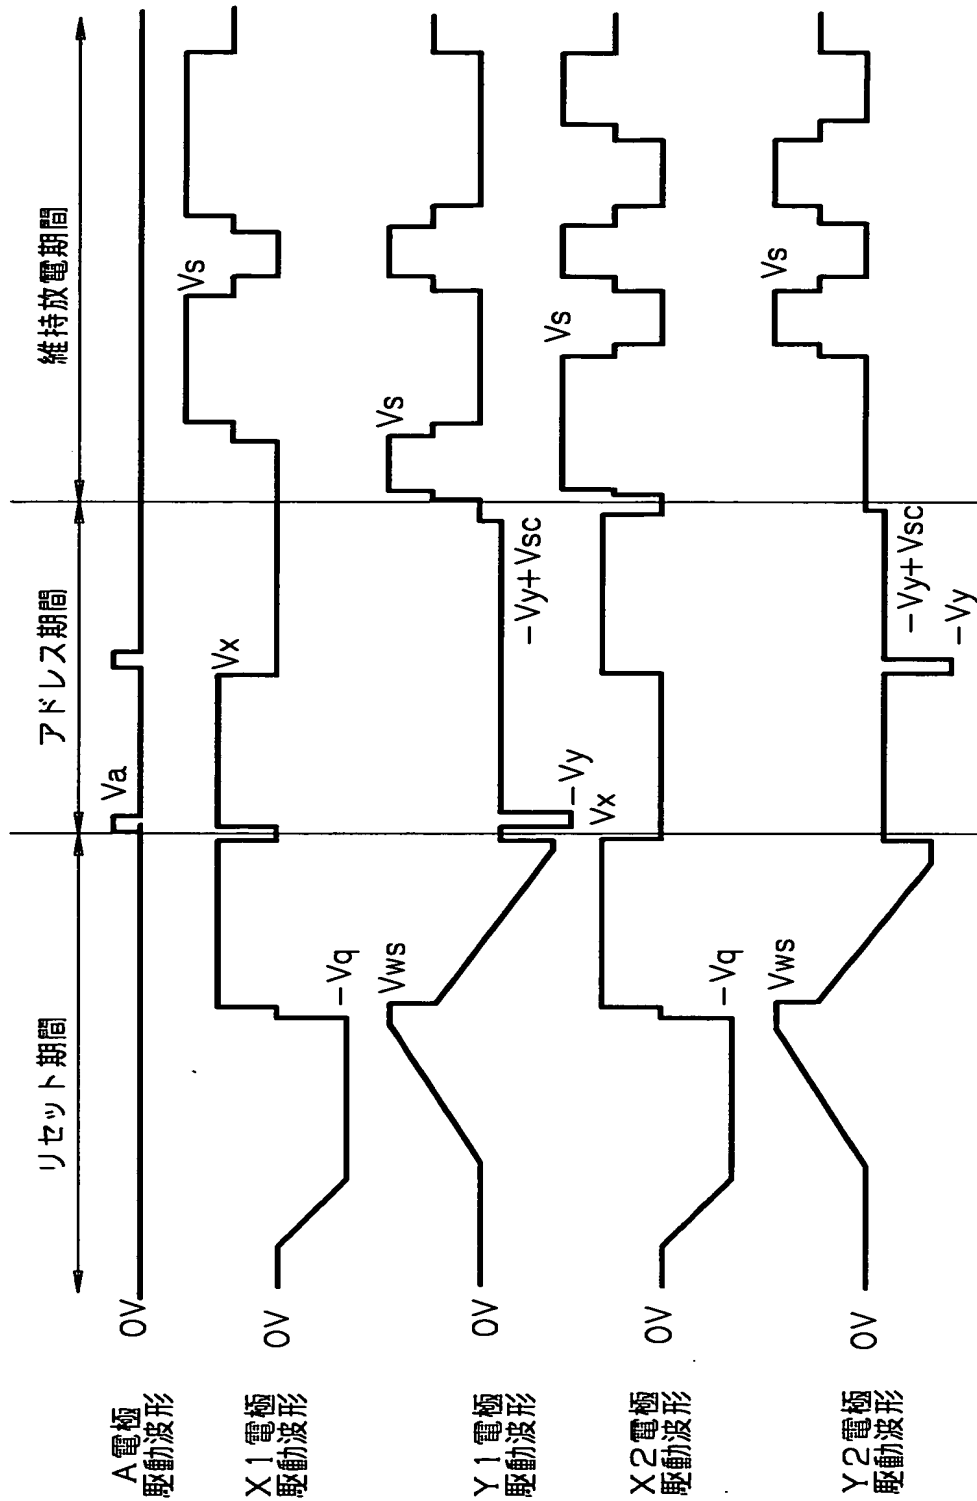 リセット期間
アドレス期間
維持放電期間
A電極
駆動波形
0V
Va
X1電極
駆動波形
0V
-Vq
Vx
Vs
Y1電極
駆動波形
0V
Vws
-Vy
-Vy+Vsc
Vs
X2電極
駆動波形
0V
-Vq
Vx
Vs
Y2電極
駆動波形
0V
Vws
-Vy+Vsc
-Vy
Vs